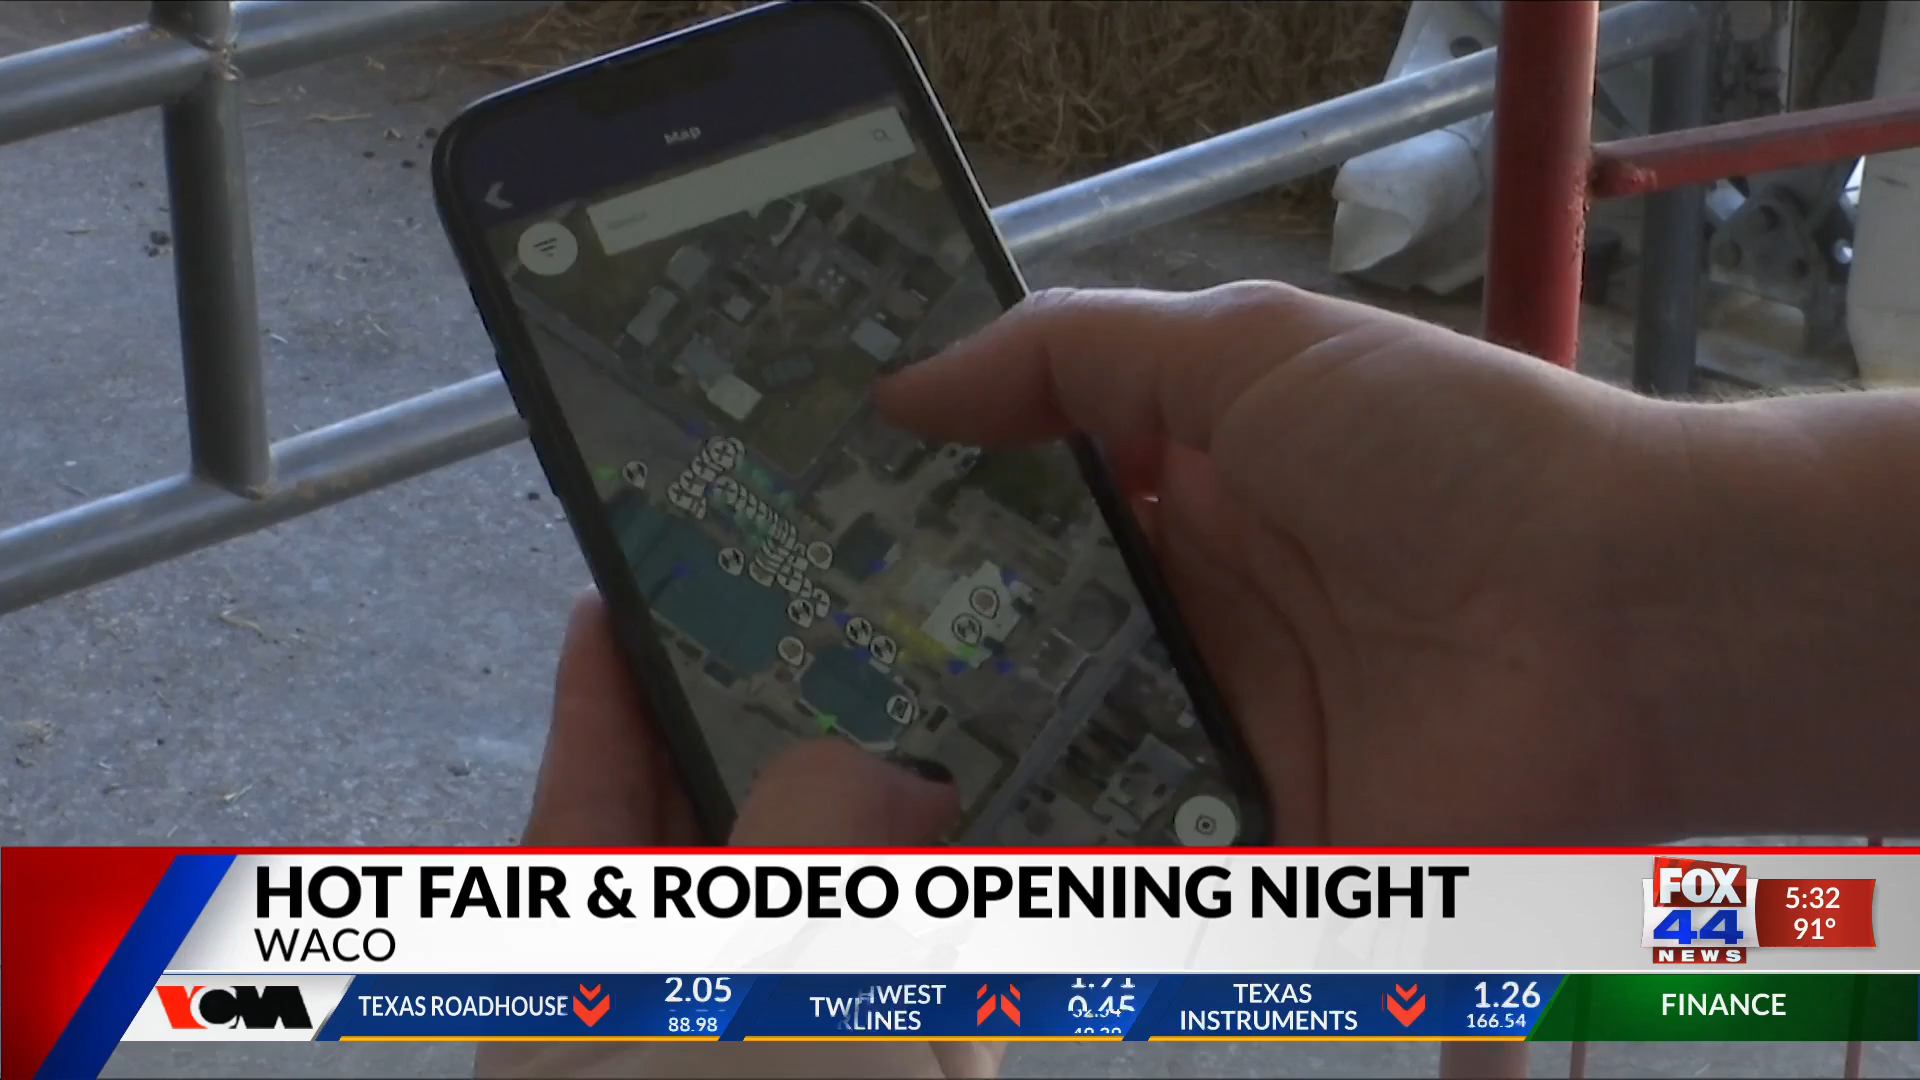 Map
HOT FAIR & RODEO OPENING NIGHT
WACO
FOX
44
NEWS
5:32
91°
TEXAS ROADHOUSE
2.05
88.98
TEXAS
INSTRUMENTS
1.26
166.54
FINANCE